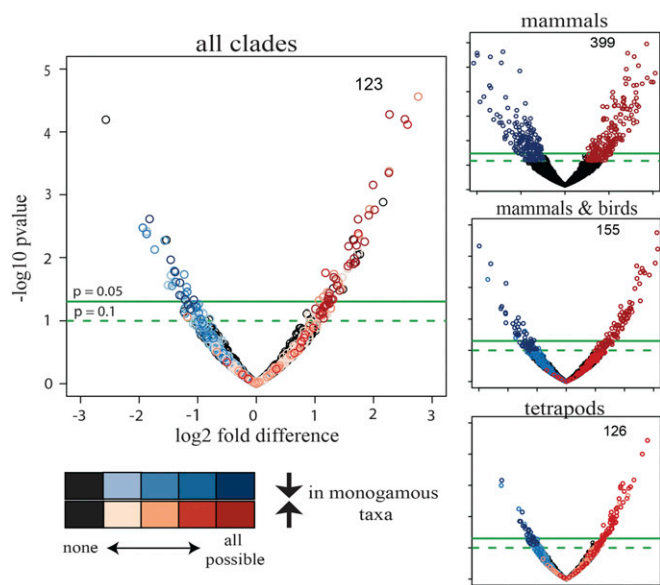 all clades
123
5
4
3
2
1
0
-log10 pvalue
p = 0.05
p = 0.1
-3
-2
-1
0
1
2
3
log2 fold difference
mammals
399
mammals & birds
155
tetrapods
126
in monogamous
taxa
none
all
possible